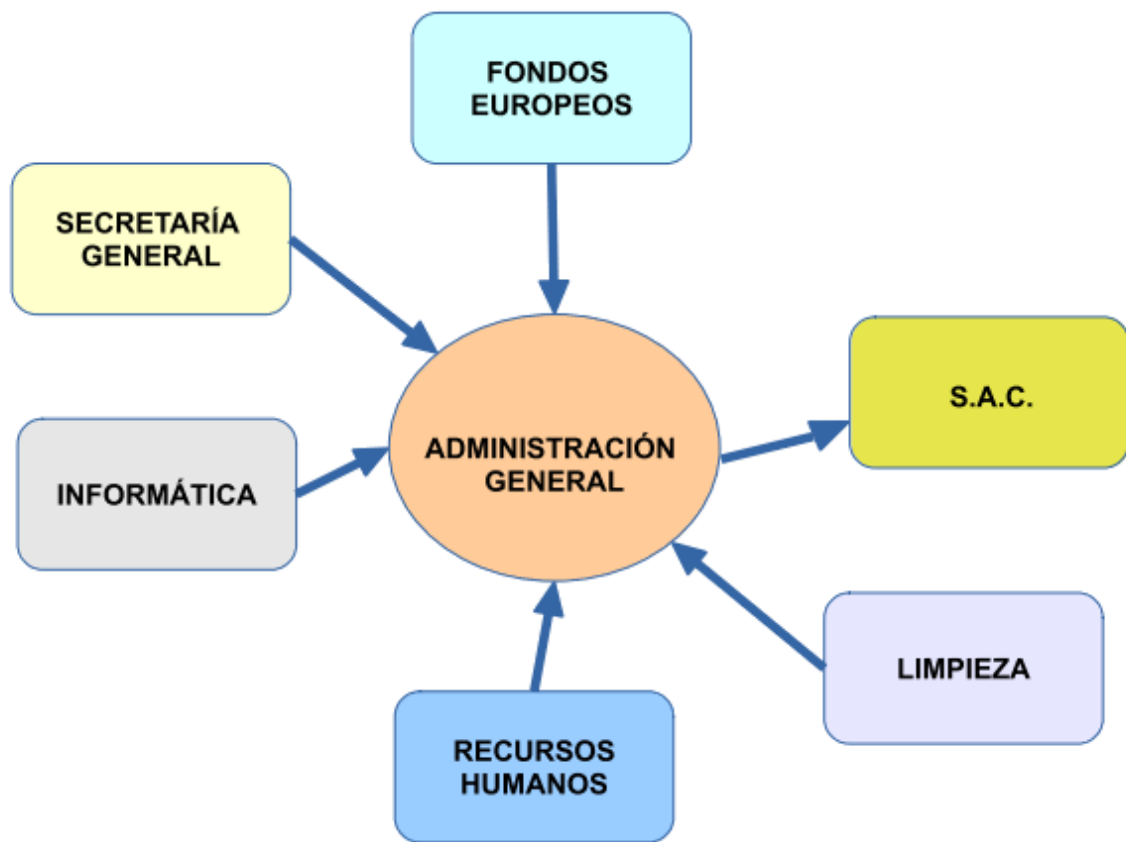 FONDOS
EUROPEOS
SECRETARÍA
GENERAL
S.A.C.
ADMINISTRACIÓN
GENERAL
INFORMÁTICA
LIMPIEZA
RECURSOS
HUMANOS